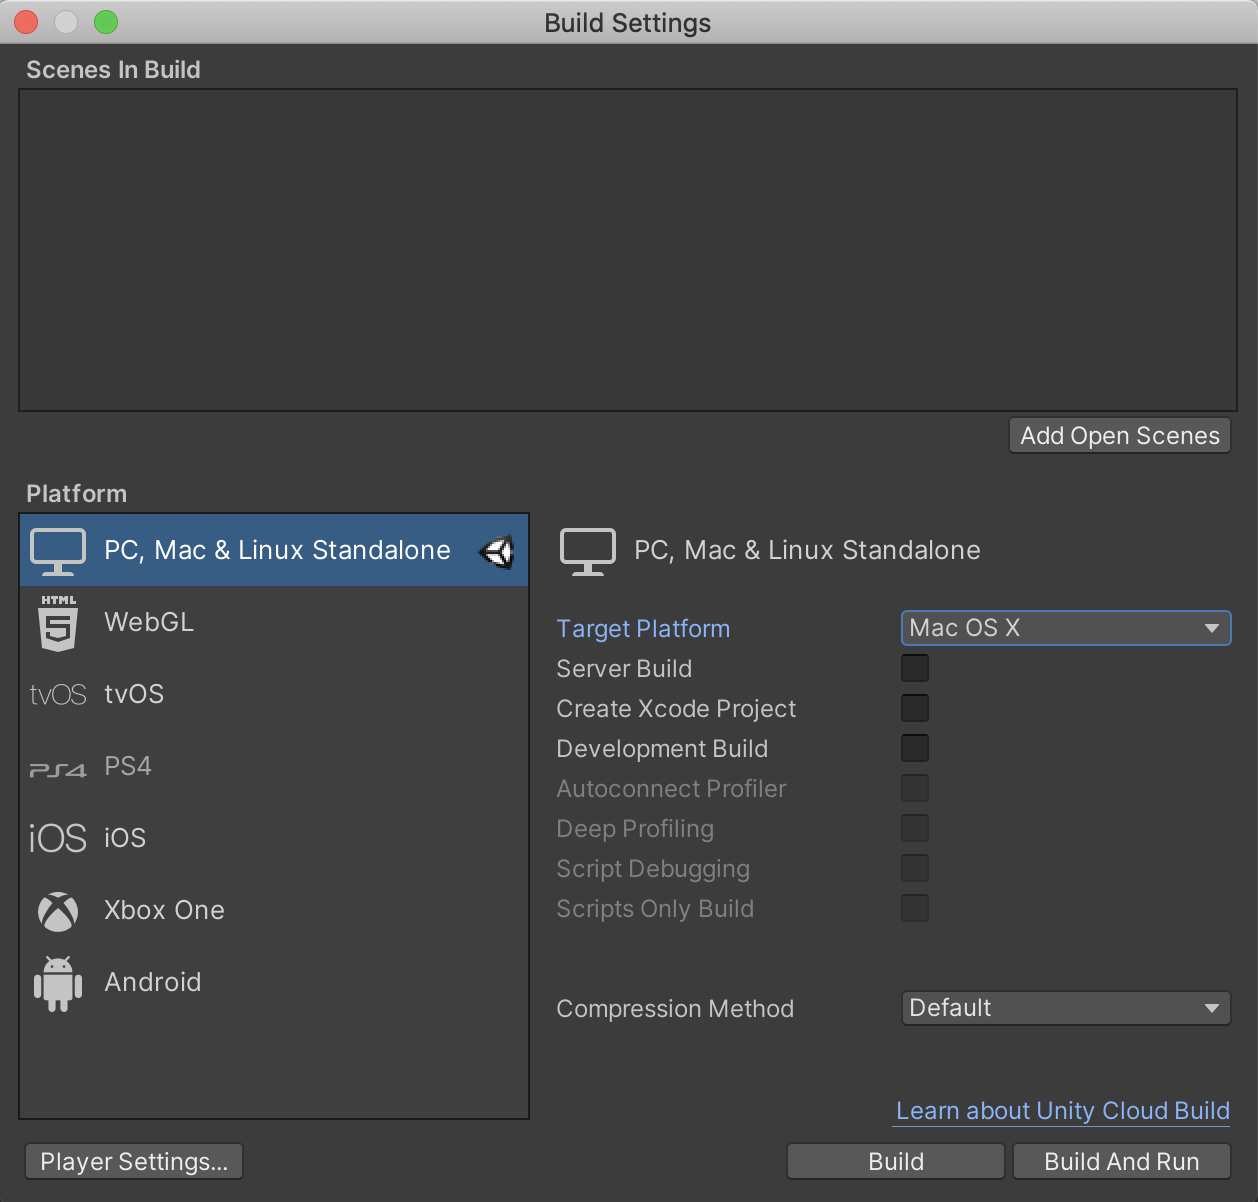 Build Settings
Scenes In Build
Add Open Scenes
Platform
PC, Mac & Linux Standalone
HTML
5
WebGL
tvOS tvOS
PS4 PS4
iOS iOS
Xbox One
Android
PC, Mac & Linux Standalone
Target Platform Mac OS X
Server Build
Create Xcode Project
Development Build
Autoconnect Profiler
Deep Profiling
Script Debugging
Scripts Only Build
Compression Method Default
Learn about Unity Cloud Build
Player Settings... Build Build And Run